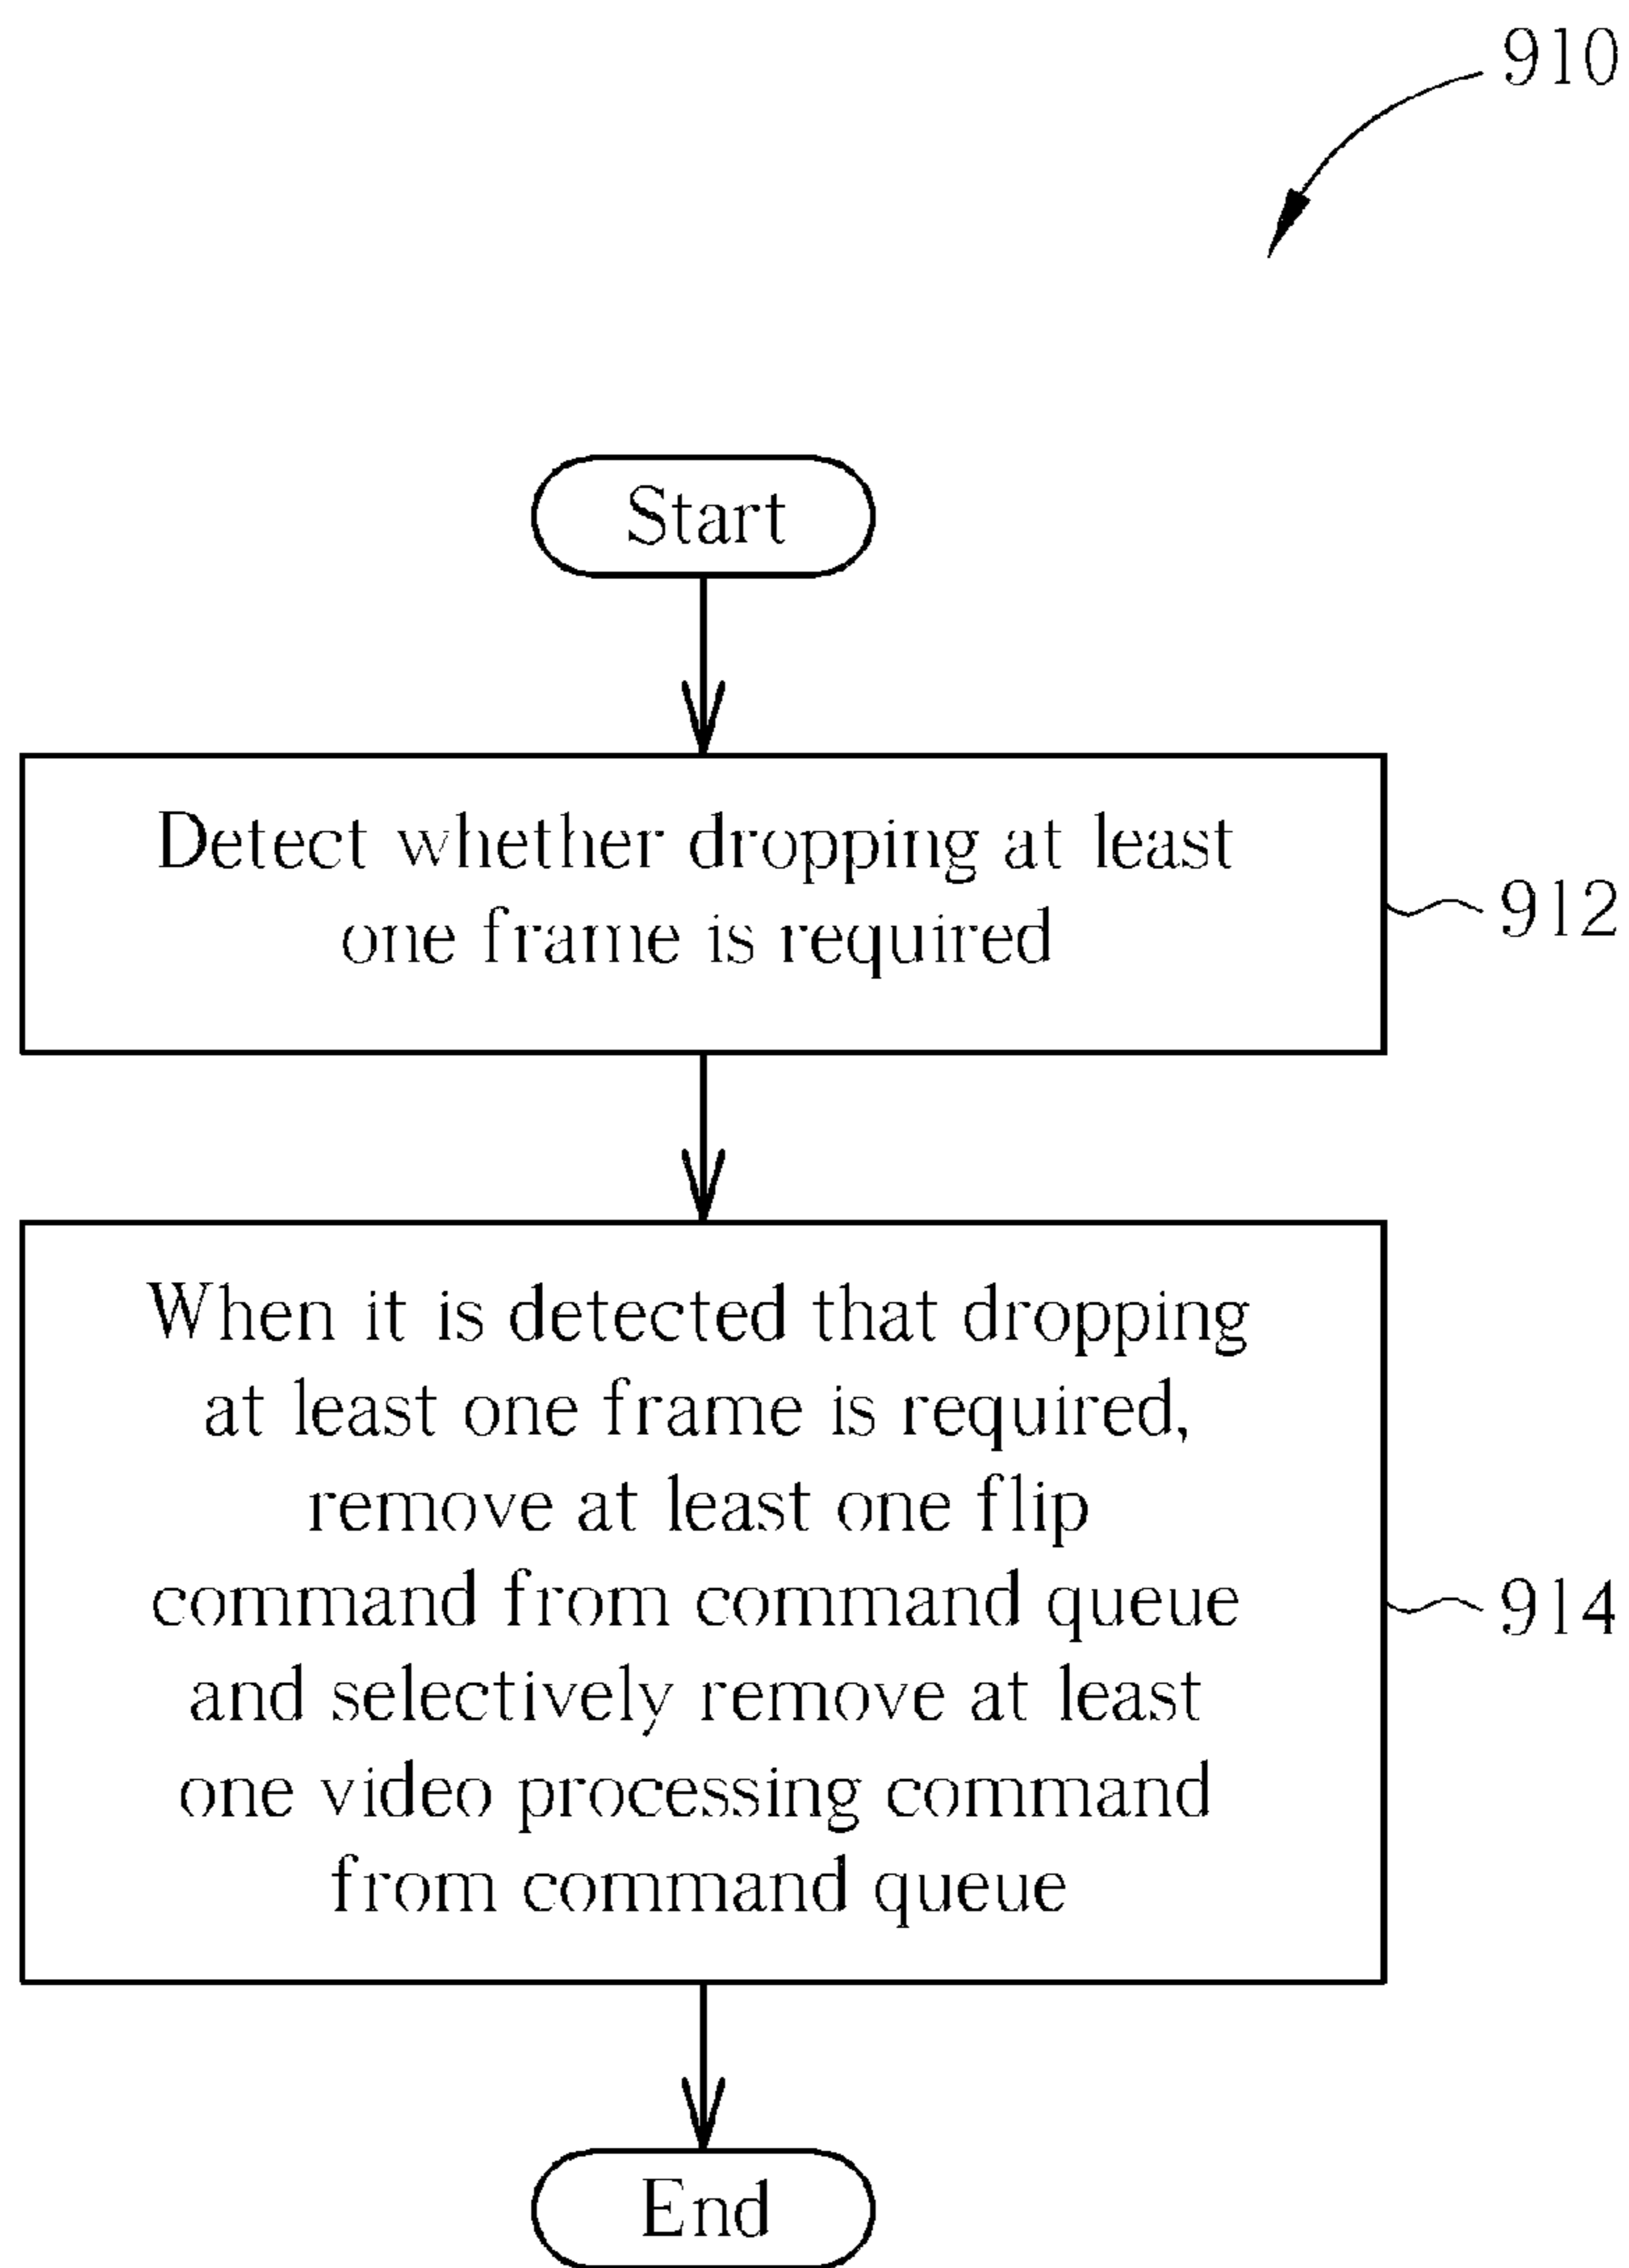 910
Start
Detect whether dropping at least
one frame is required
912
When it is detected that dropping
at least one frame is required,
remove at least one flip
command from command queue
and selectively remove at least
one video processing command
from command queue
914
End